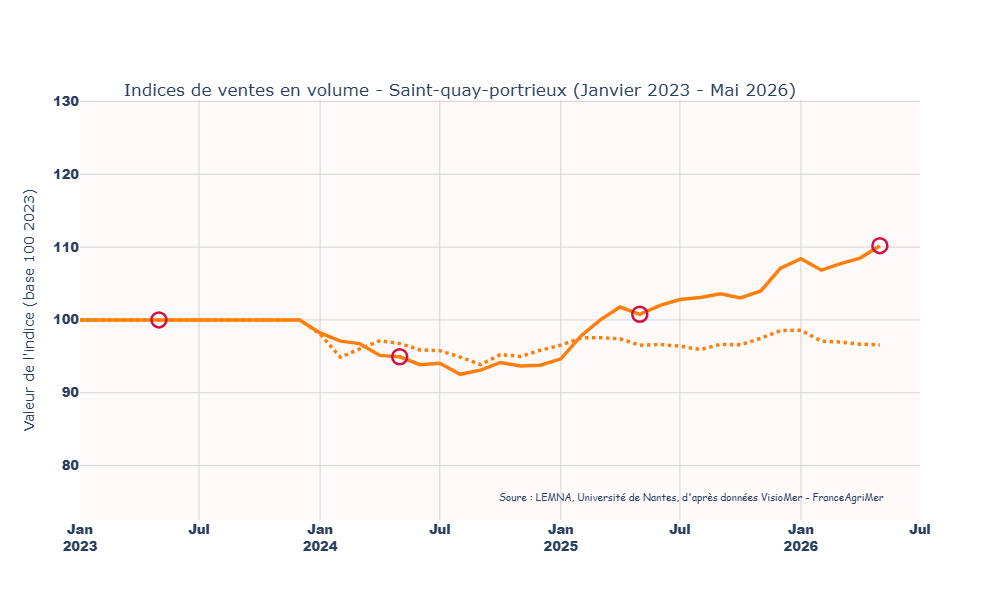 Indices de ventes en volume - Saint-quay-portrieux (Janvier 2023 - Mai 2026)
Valeur de l'indice (base 100 2023)
130
120
110
100
90
80
Soure : LEMNA, Université de Nantes, d'après données VisioMer - FranceAgriMer
Jan Jul Jan Jul Jan Jul Jan Jul
2023 2024 2025 2026